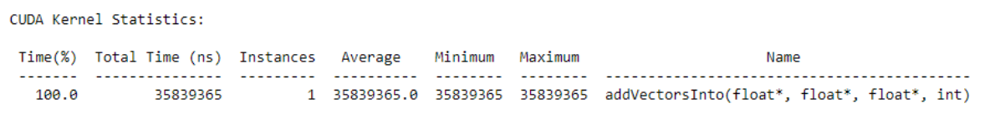 CUDA Kernel Statistics:
Time(%)  Total Time (ns)  Instances   Average    Minimum   Maximum                      Name
-------  ---------------  ---------  ----------  --------  --------  -------------------------------------------
100.0         35839365          1  35839365.0  35839365  35839365  addVectorsInto(float*, float*, float*, int)